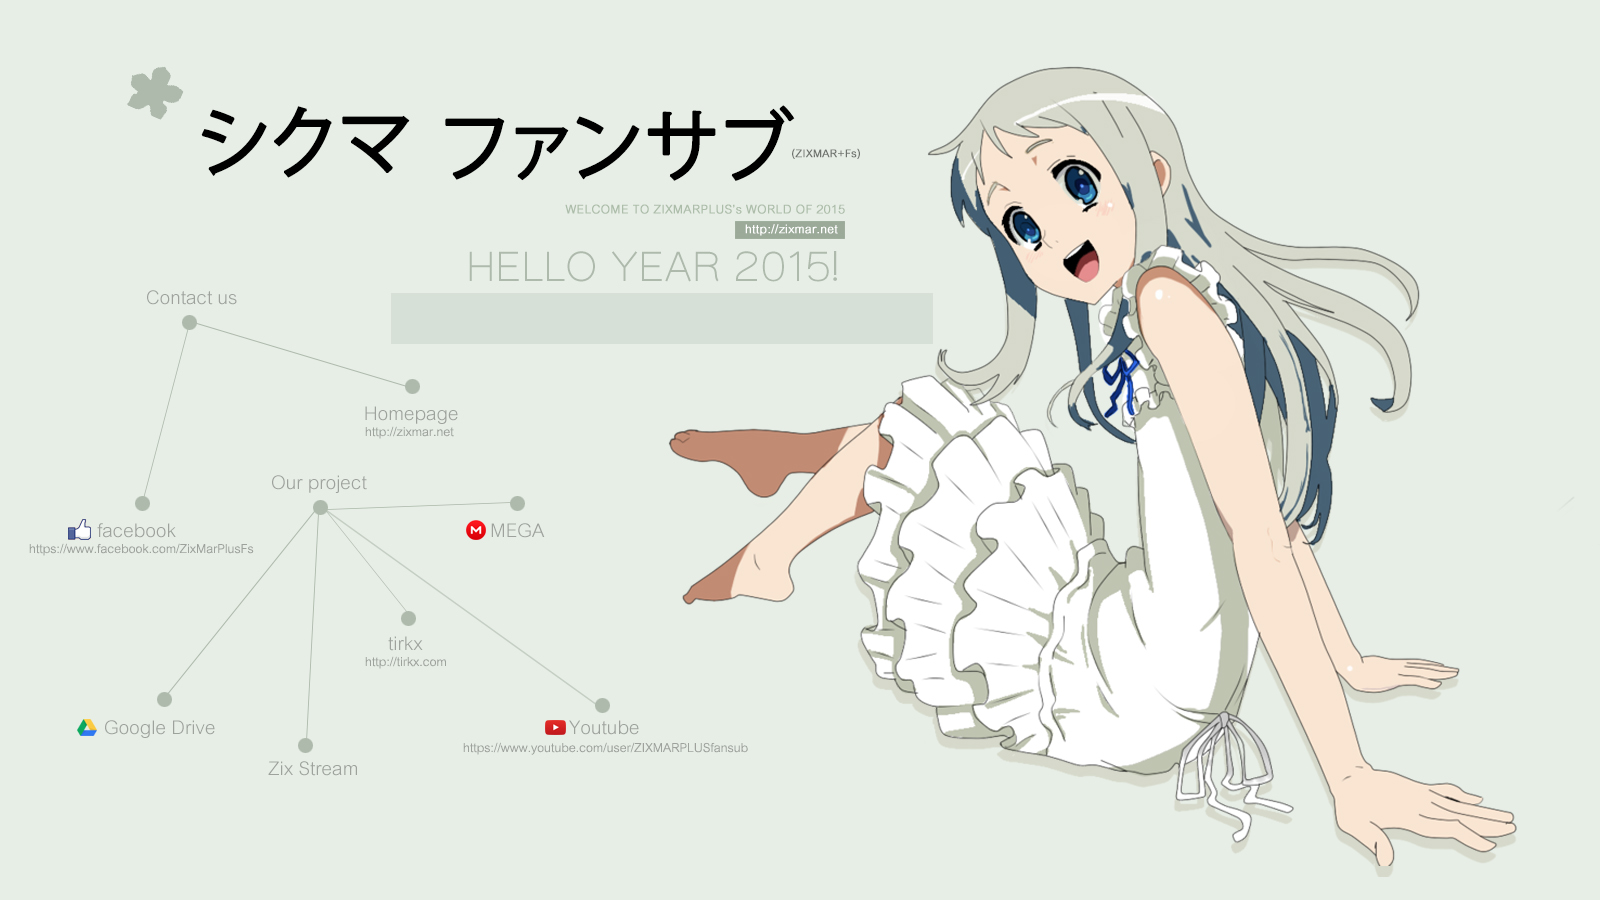 シクマ ファンサブ
(ZIXMAR+Fs)
WELCOME TO ZIXMARPLUS's WORLD OF 2015
http://zixmar.net
HELLO YEAR 2015!
Contact us
Homepage
http://zixmar.net
facebook
https://www.facebook.com/ZixMarPlusFs
Our project
MEGA
tirkx
http://tirkx.com
Google Drive
Zix Stream
Youtube
https://www.youtube.com/user/ZIXMARPLUSfansub